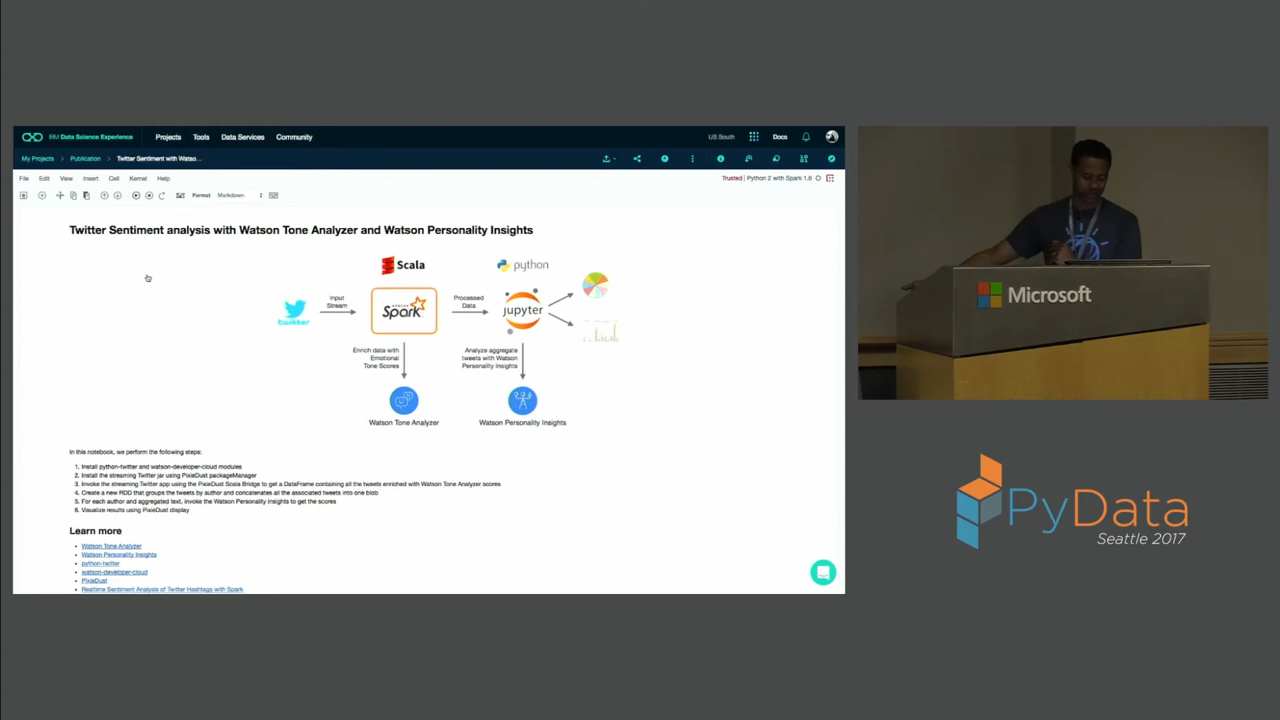 IBM Data Science Experience
Projects
Tools
Data Services
Community
US South
Docs
My Projects
Publication
Twitter Sentiment with Watso...
File
Edit
View
Insert
Cell
Kernel
Help
Trusted
Python 2 with Spark 1.6
Format
Markdown
Twitter Sentiment analysis with Watson Tone Analyzer and Watson Personality Insights
Scala
python
Input
Stream
Processed
Data
twitter
APACHE
Spark
jupyter
Enrich data with
Emotional
Tone Scores
Analyze aggregate
tweets with Watson
Personality Insights
Watson Tone Analyzer
Watson Personality Insights
In this notebook, we perform the following steps:
1. Install python-twitter and watson-developer-cloud modules
2. Install the streaming Twitter jar using PixieDust packageManager
3. Invoke the streaming Twitter app using the PixieDust Scala Bridge to get a DataFrame containing all the tweets enriched with Watson Tone Analyzer scores
4. Create a new RDD that groups the tweets by author and concatenates all the associated tweets into one blob
5. For each author and aggregated text, invoke the Watson Personality Insights to get the scores
6. Visualize results using PixieDust display
Learn more
Watson Tone Analyzer
Watson Personality Insights
python-twitter
watson-developer-cloud
PixieDust
Realtime Sentiment Analysis of Twitter Hashtags with Spark
Microsoft
PyData
Seattle 2017